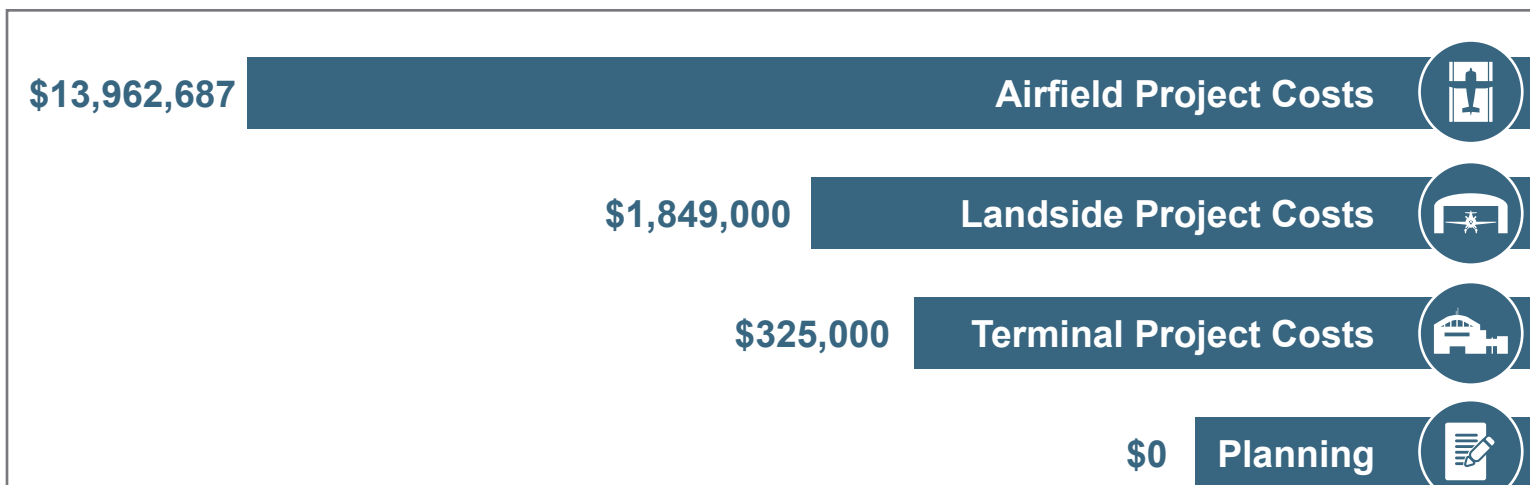 $13,962,687 Airfield Project Costs
$1,849,000 Landside Project Costs
$325,000 Terminal Project Costs
$0 Planning